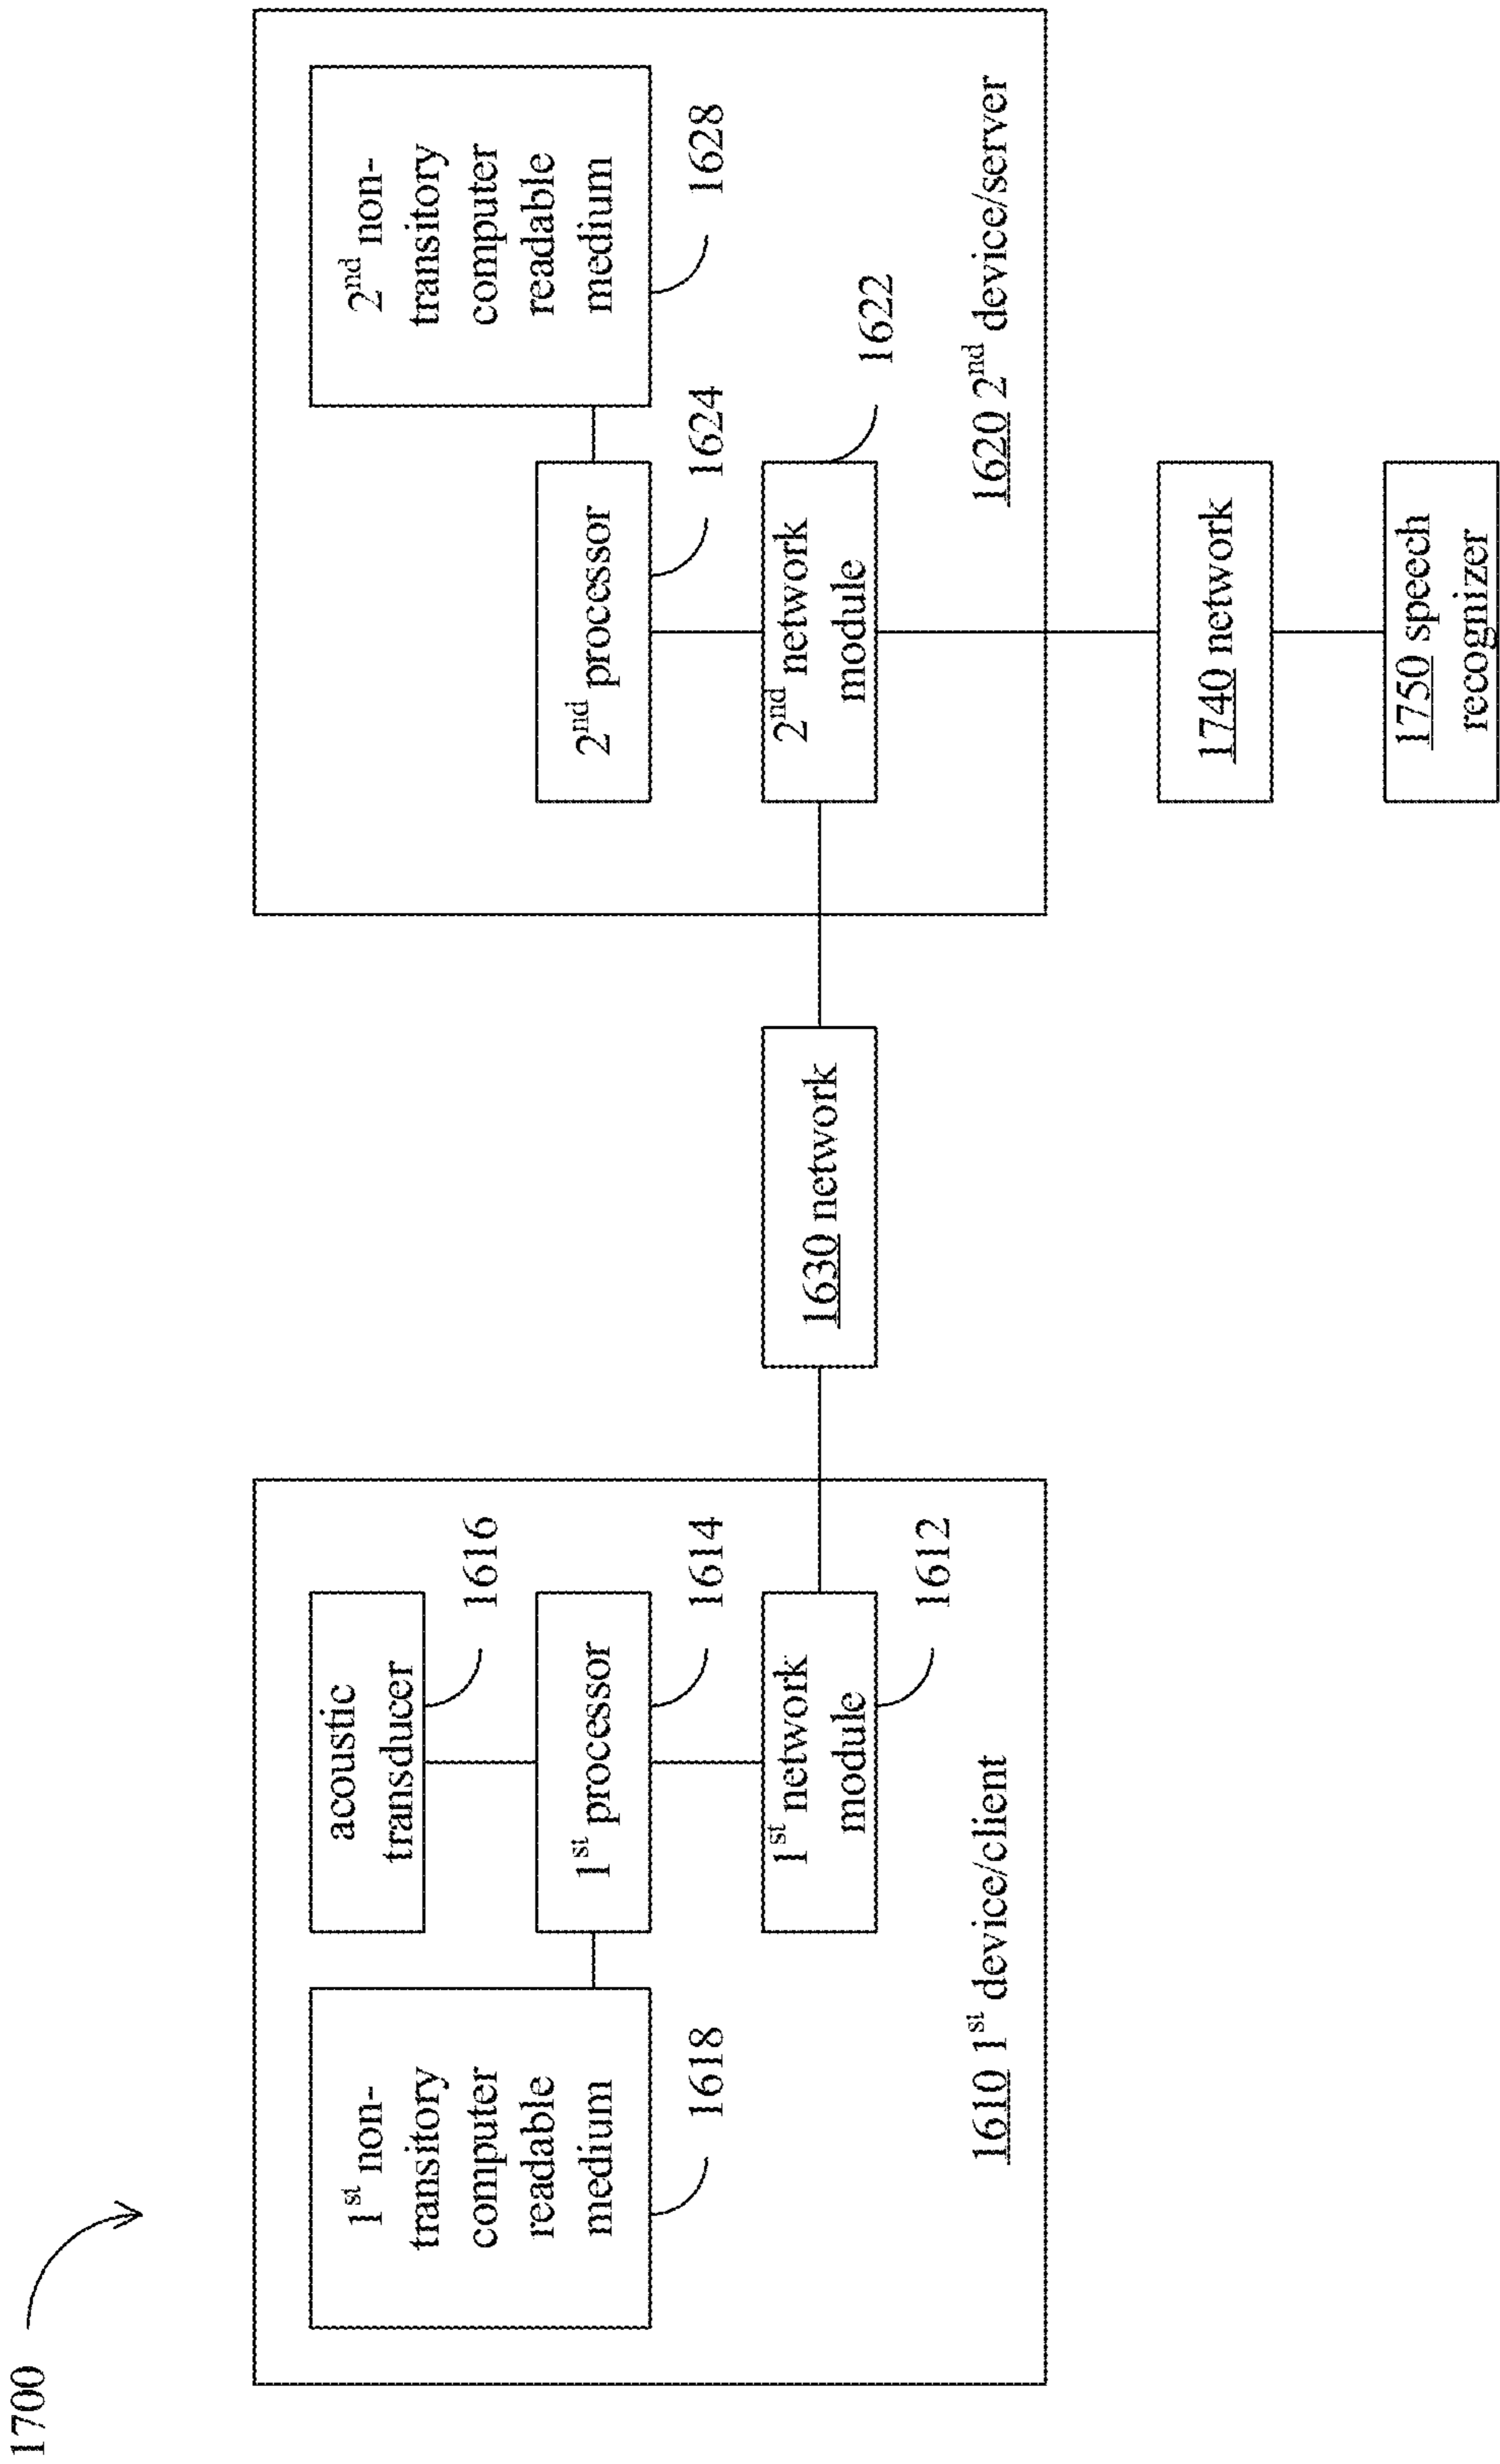 1700
1st non-
transitory
computer
readable
medium
1618
acoustic
transducer
1616
1st processor
1614
1st network
module
1612
1610 1st device/client
1630 network
2nd non-
transitory
computer
readable
medium
1628
2nd processor
1624
2nd network
module
1622
1620 2nd device/server
1740 network
1750 speech
recognizer